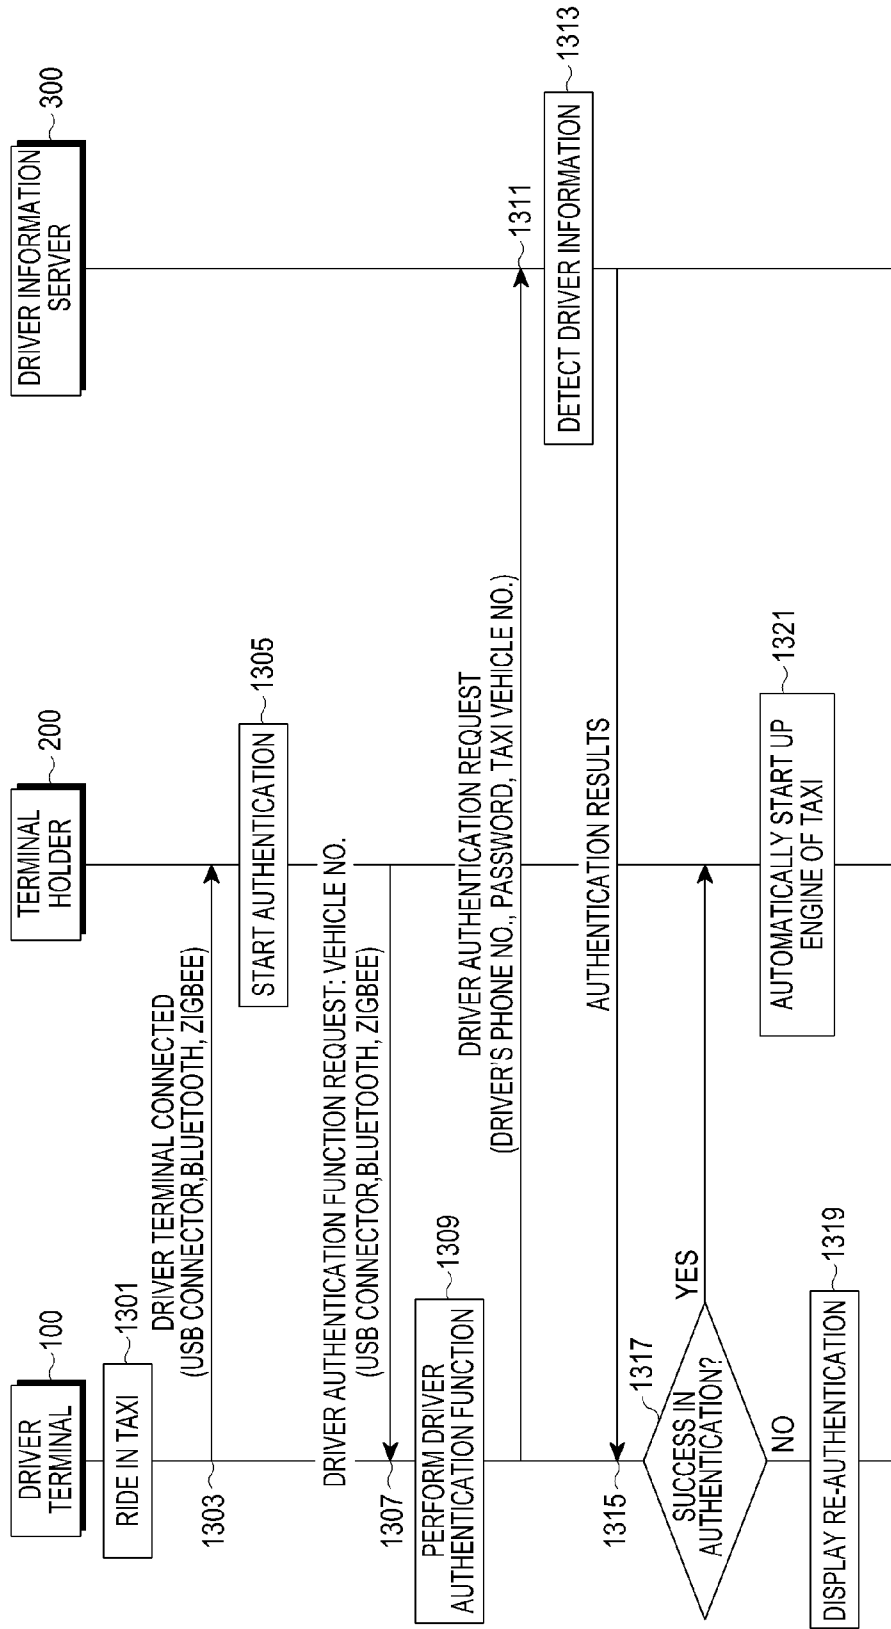 DRIVER
TERMINAL
100
TERMINAL
HOLDER
200
DRIVER INFORMATION
SERVER
300
RIDE IN TAXI
1301
DRIVER TERMINAL CONNECTED
(USB CONNECTOR,BLUETOOTH, ZIGBEE)
1303
START AUTHENTICATION
1305
DRIVER AUTHENTICATION FUNCTION REQUEST: VEHICLE NO.
(USB CONNECTOR,BLUETOOTH, ZIGBEE)
1307
PERFORM DRIVER
AUTHENTICATION FUNCTION
1309
DRIVER AUTHENTICATION REQUEST
(DRIVER'S PHONE NO., PASSWORD, TAXI VEHICLE NO.)
1311
DETECT DRIVER INFORMATION
1313
AUTHENTICATION RESULTS
1315
SUCCESS IN
AUTHENTICATION?
1317
YES
NO
DISPLAY RE-AUTHENTICATION
1319
AUTOMATICALLY START UP
ENGINE OF TAXI
1321